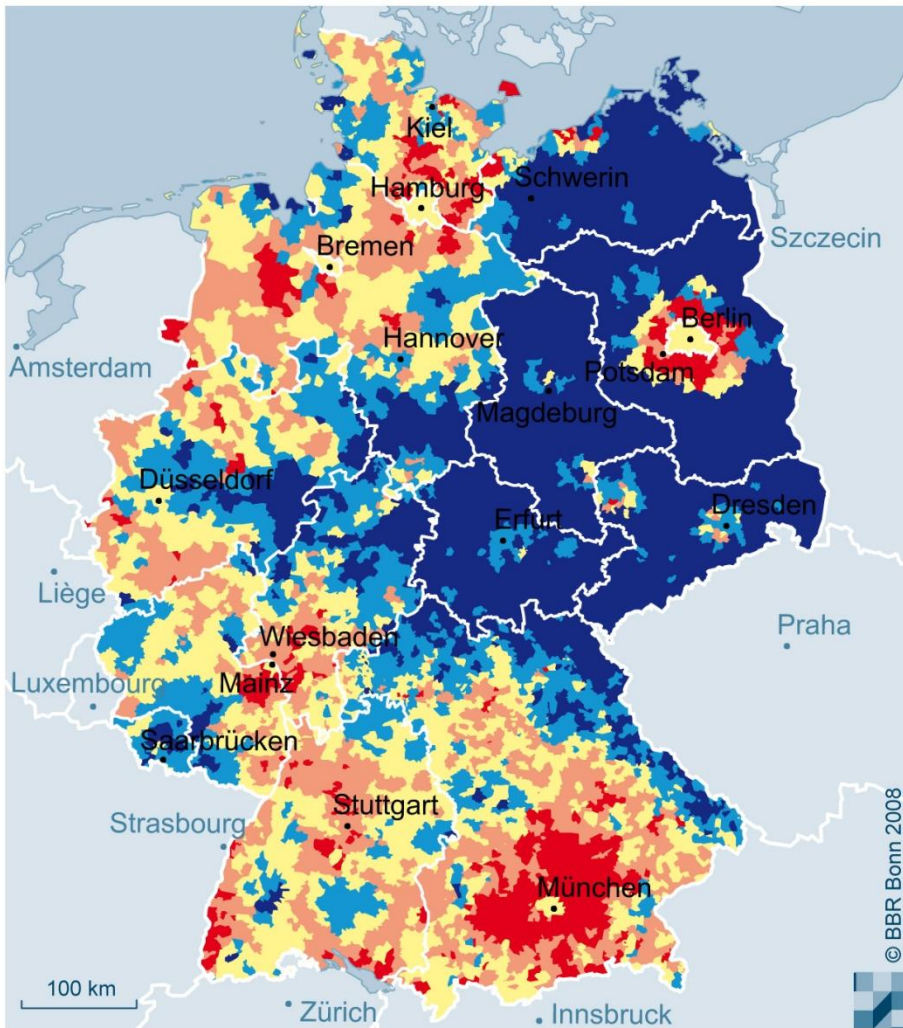 Kiel
Hamburg
Schwerin
Szczecin
Bremen
Berlin
Hannover
Amsterdam
Potsdam
Magdeburg
Düsseldorf
Dresden
Erfurt
Liège
Praha
Wiesbaden
Luxembourg
Mainz
Saarbrücken
Strasbourg
Stuttgart
München
© BBR Bonn 2008
100 km
Zürich
Innsbruck